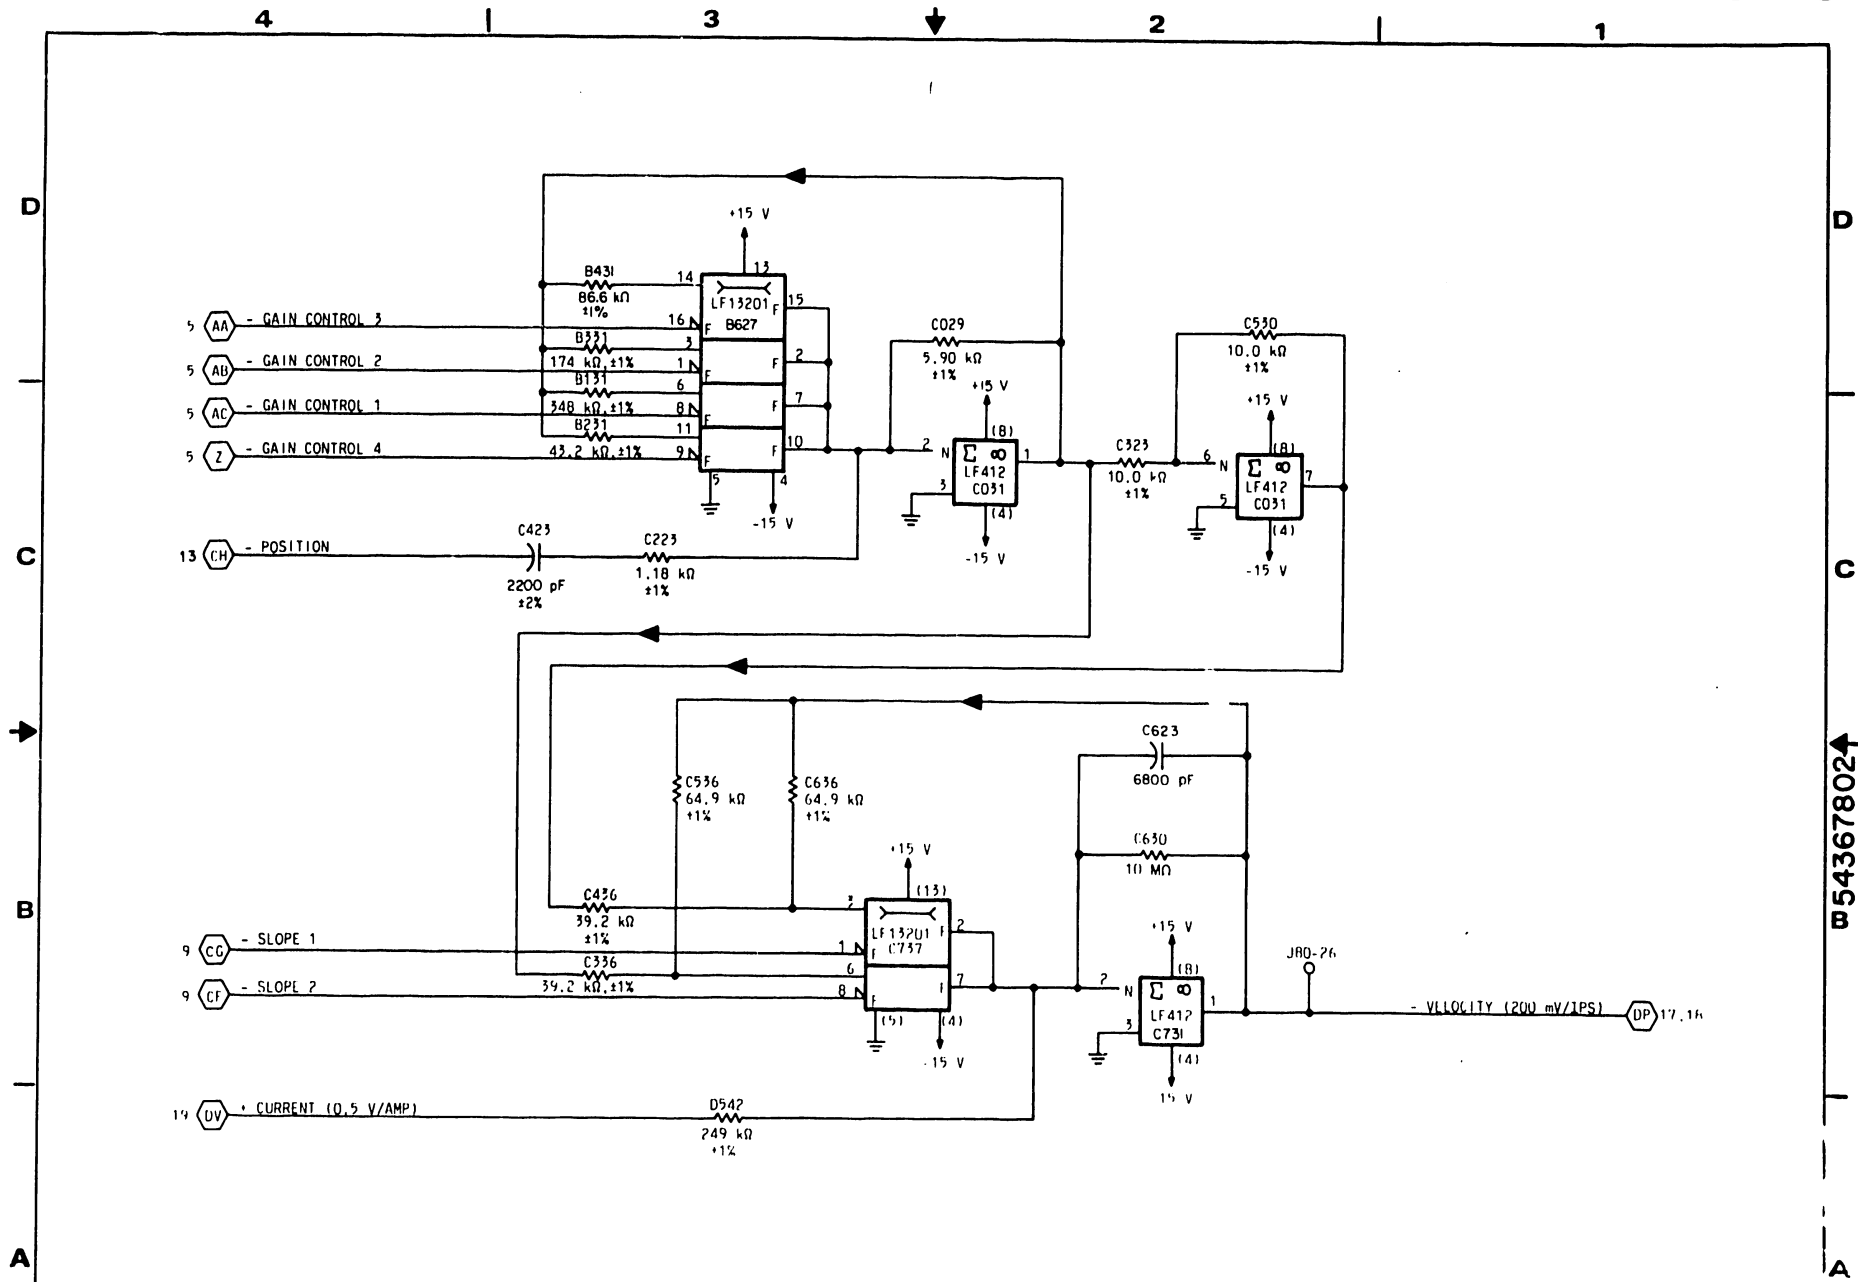 4 3 2 1
D D
+15 V
13
B431 14
86.6 kΩ
±1%
LF13201 F 15
B627
5 AA - GAIN CONTROL 3 16 F
B331 3
174 kΩ, ±1%
5 AB - GAIN CONTROL 2 1 F F 2
B131 6
348 kΩ, ±1%
5 AC - GAIN CONTROL 1 8 F F 7
B231 11
43.2 kΩ, ±1%
5 Z - GAIN CONTROL 4 9 F F 10
5 4
-15 V
C029
5.90 kΩ
±1%
+15 V
(8)
2 N Σ ∞ 1
LF412
3 C031
(4)
-15 V
C530
10.0 kΩ
±1%
+15 V
(8)
C323
10.0 kΩ
±1%
6 N Σ ∞ 7
LF412
5 C031
(4)
-15 V
C C
13 CH - POSITION
C423
2200 pF
±2%
C223
1.18 kΩ
±1%
C623
6800 pF
C536
64.9 kΩ
±1%
C636
64.9 kΩ
±1%
C630
10 MΩ
+15 V
(13)
B B543678021
C436
39.2 kΩ
±1%
LF13201 F 2
C737
9 CG - SLOPE 1 1 F
C336 6
39.2 kΩ, ±1%
9 CF - SLOPE 2 8 F F 7
(5) (4)
-15 V
+15 V
(8)
2 N Σ ∞ 1
LF412
3 C731
(4)
15 V
J80-26
- VELOCITY (200 mV/IPS) DP 17,18
19 DV + CURRENT (0.5 V/AMP)
D542
249 kΩ
±1%
A A